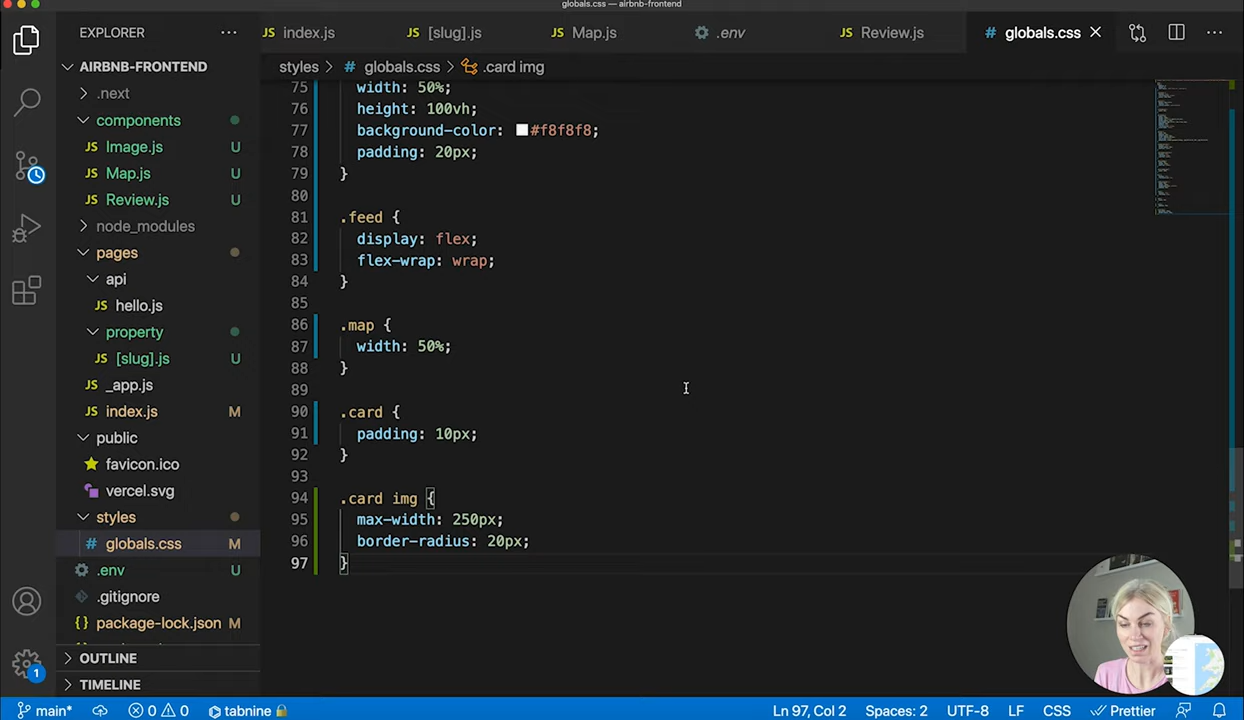 globals.css — airbnb-frontend
EXPLORER
index.js
[slug].js
Map.js
.env
Review.js
globals.css
AIRBNB-FRONTEND
styles > globals.css > .card img
.next
components
Image.js U
Map.js U
Review.js U
node_modules
pages
api
hello.js
property
[slug].js U
_app.js
index.js M
public
favicon.ico
vercel.svg
styles
globals.css M
.env U
.gitignore
package-lock.json M
OUTLINE
TIMELINE
75 width: 50%;
76 height: 100vh;
77 background-color: #f8f8f8;
78 padding: 20px;
79 }
80
81 .feed {
82 display: flex;
83 flex-wrap: wrap;
84 }
85
86 .map {
87 width: 50%;
88 }
89
90 .card {
91 padding: 10px;
92 }
93
94 .card img {
95 max-width: 250px;
96 border-radius: 20px;
97 }
1
main* 0 0 tabnine Ln 97, Col 2 Spaces: 2 UTF-8 LF CSS Prettier